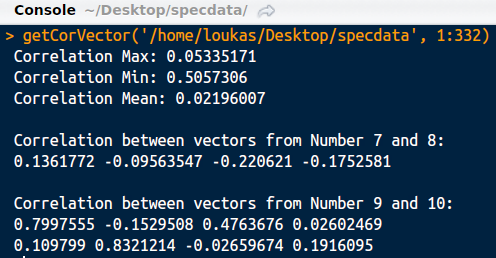 Console ~/Desktop/specdata/
> getCorVector('/home/loukas/Desktop/specdata', 1:332)
Correlation Max: 0.05335171
Correlation Min: 0.5057306
Correlation Mean: 0.02196007
Correlation between vectors from Number 7 and 8:
0.1361772 -0.09563547 -0.220621 -0.1752581
Correlation between vectors from Number 9 and 10:
0.7997555 -0.1529508 0.4763676 0.02602469
0.109799 0.8321214 -0.02659674 0.1916095